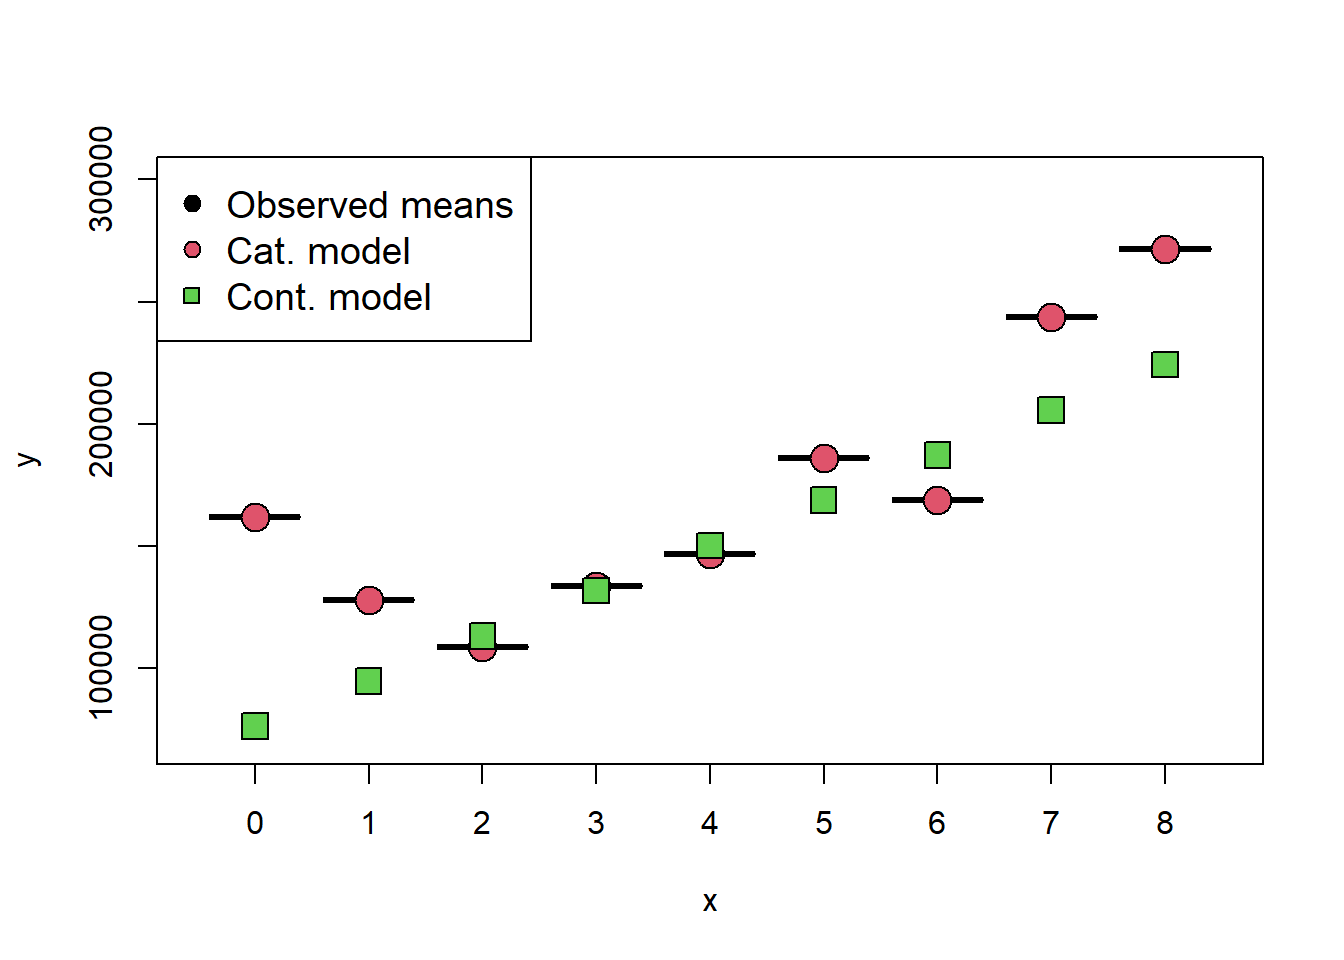 Observed means
Cat. model
Cont. model
300000
200000
100000
y
0 1 2 3 4 5 6 7 8
x